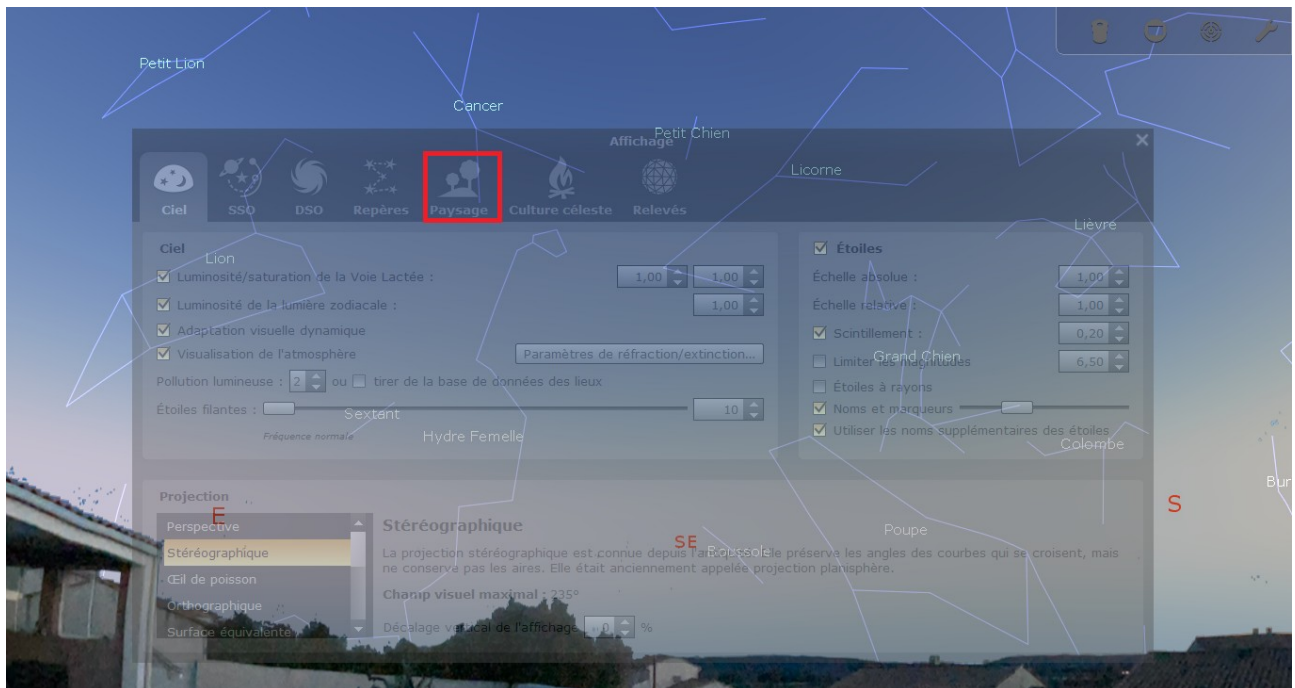 Petit Lion
Cancer
Petit Chien
Affichage
Licorne
Ciel
SSO
DSO
Repères
Paysage
Culture céleste
Relevés
Lièvre
Ciel
Lion
Luminosité/saturation de la Voie Lactée : 1,00 1,00
Luminosité de la lumière zodiacale : 1,00
Adaptation visuelle dynamique
Visualisation de l'atmosphère
Paramètres de réfraction/extinction...
Pollution lumineuse : 2 ou tirer de la base de données des lieux
Étoiles filantes : 10
Sextant
Fréquence normale
Hydre Femelle
Étoiles
Échelle absolue : 1,00
Échelle relative : 1,00
Scintillement : 0,20
Grand Chien
Limiter les magnitudes 6,50
Étoiles à rayons
Noms et marqueurs
Utiliser les noms supplémentaires des étoiles
Colombe
Bur
Projection
E
S
Perspective
Stéréographique
Œil de poisson
Orthographique
Surface équivalente
Stéréographique
SE
Boussole
Poupe
La projection stéréographique est connue depuis l'antiquité. Elle préserve les angles des courbes qui se croisent, mais
ne conserve pas les aires. Elle était anciennement appelée projection planisphère.
Champ visuel maximal : 235°
Décalage vertical de l'affichage 0 %